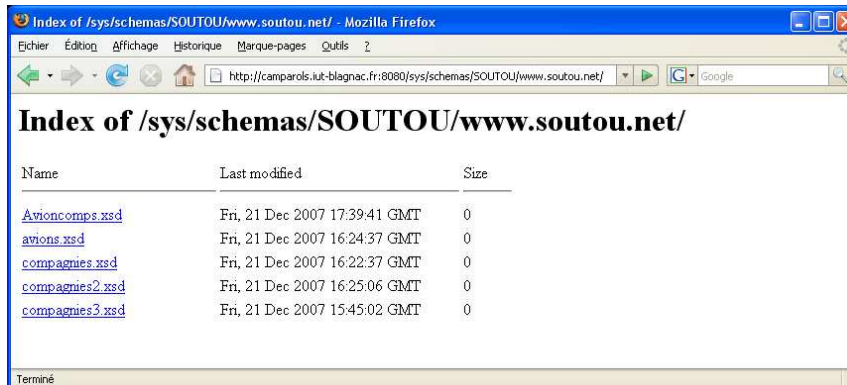 Index of /sys/schemas/SOUTOU/www.soutou.net/ - Mozilla Firefox
Fichier Édition Affichage Historique Marque-pages Outils ?
http://camparols.iut-blagnac.fr:8080/sys/schemas/SOUTOU/www.soutou.net/ G Google
Index of /sys/schemas/SOUTOU/www.soutou.net/
Name Last modified Size
Avioncomps.xsd Fri, 21 Dec 2007 17:39:41 GMT 0
avions.xsd Fri, 21 Dec 2007 16:24:37 GMT 0
compagnies.xsd Fri, 21 Dec 2007 16:22:37 GMT 0
compagnies2.xsd Fri, 21 Dec 2007 16:25:06 GMT 0
compagnies3.xsd Fri, 21 Dec 2007 15:45:02 GMT 0
Terminé